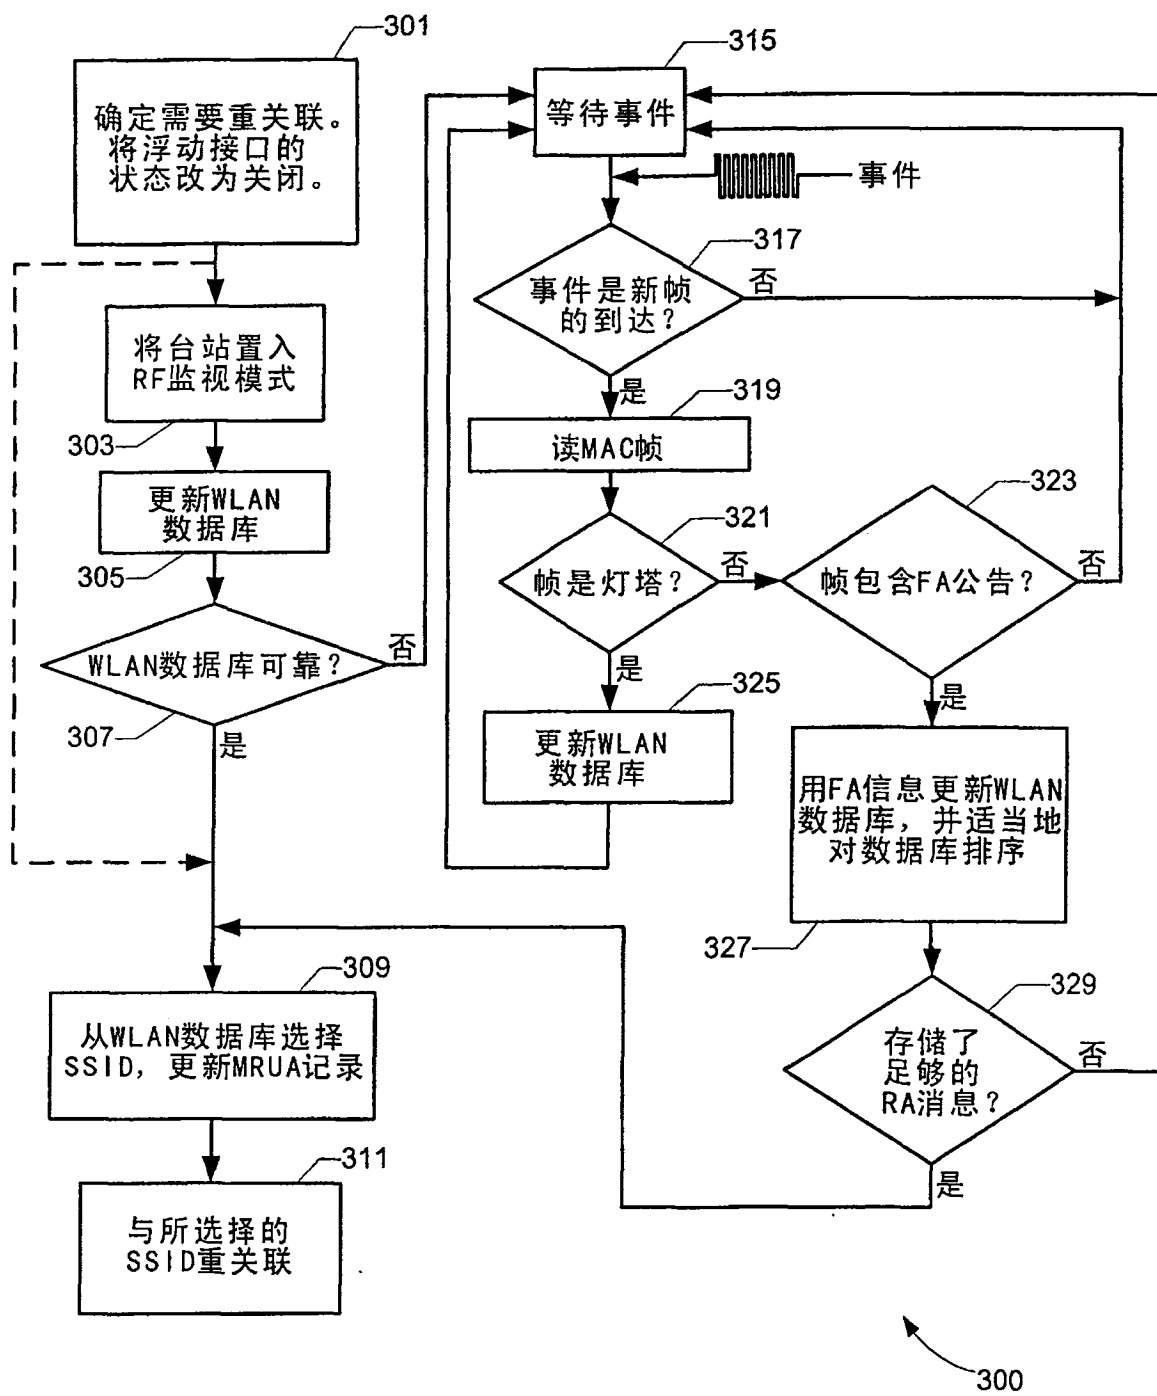 301
确定需要重关联。
将浮动接口的
状态改为关闭。
将台站置入
RF监视模式
303
更新WLAN
数据库
305
WLAN数据库可靠？
否
307
是
309
从WLAN数据库选择
SSID，更新MRUA记录
311
与所选择的
SSID重关联
315
等待事件
事件
317
事件是新帧
的到达？
否
是
319
读MAC帧
321
帧是灯塔？
否
是
323
帧包含FA公告？
否
是
325
更新WLAN
数据库
用FA信息更新WLAN
数据库，并适当地
对数据库排序
327
329
存储了
足够的
RA消息？
否
是
300